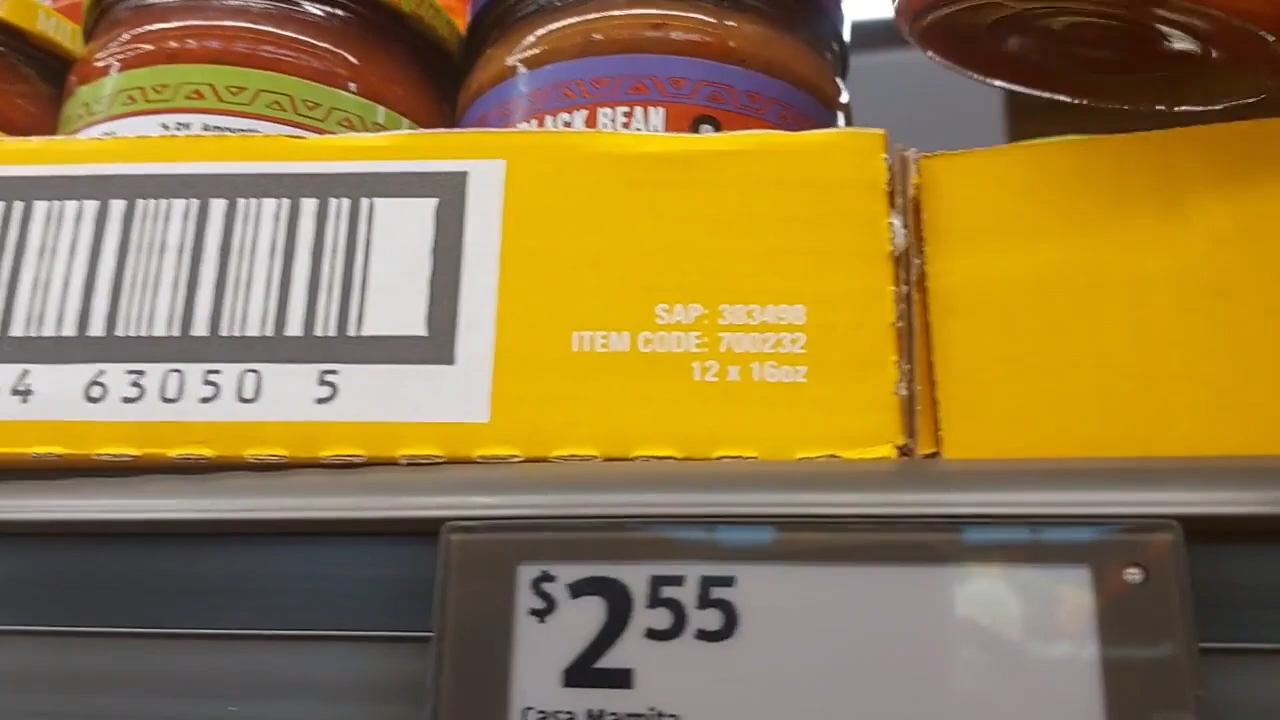 BLACK BEAN
SAP: 383498
ITEM CODE: 700232
12 x 16oz
4 63050 5
$2 55
Casa Mamita